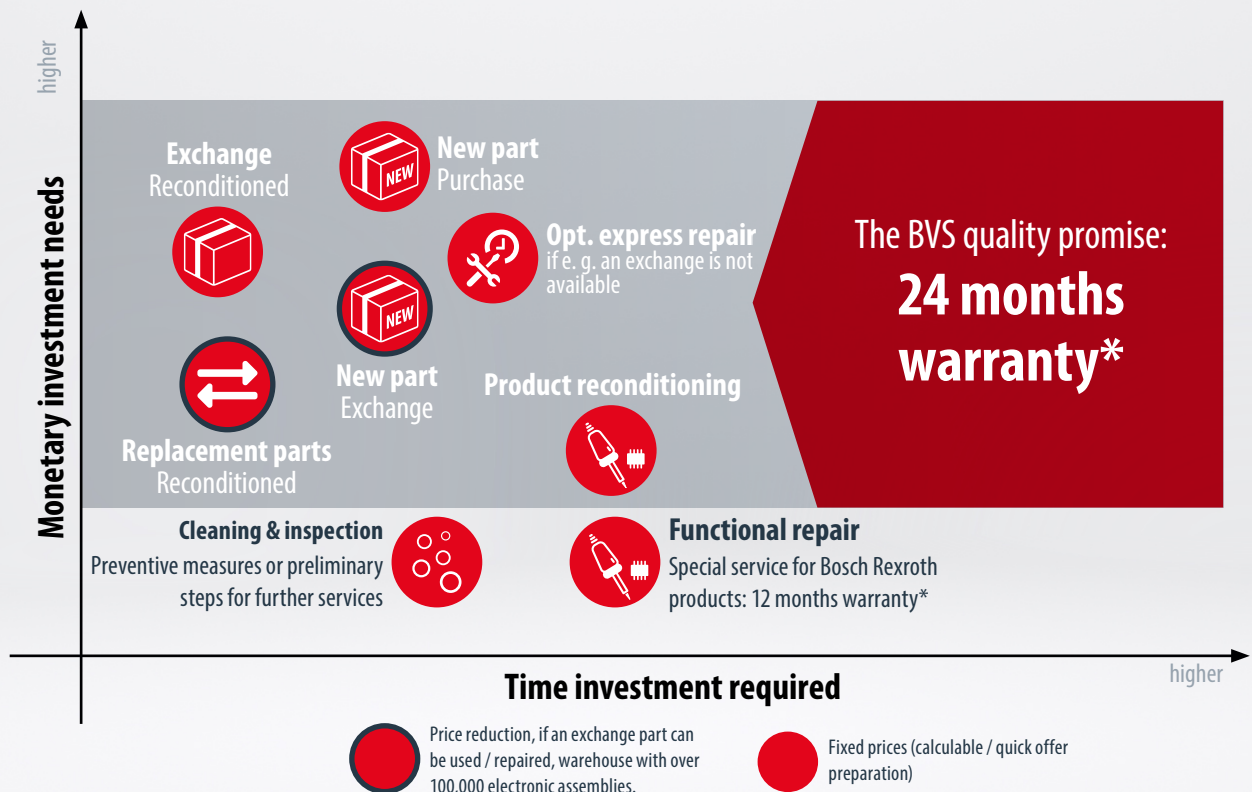 higher
Monetary investment needs
Exchange
Reconditioned
NEW
New part
Purchase
Opt. express repair
if e. g. an exchange is not
available
NEW
New part
Exchange
Replacement parts
Reconditioned
Product reconditioning
The BVS quality promise:
24 months
warranty*
Cleaning & inspection
Preventive measures or preliminary
steps for further services
Functional repair
Special service for Bosch Rexroth
products: 12 months warranty*
higher
Time investment required
Price reduction, if an exchange part can
be used / repaired, warehouse with over
100.000 electronic assemblies.
Fixed prices (calculable / quick offer
preparation)